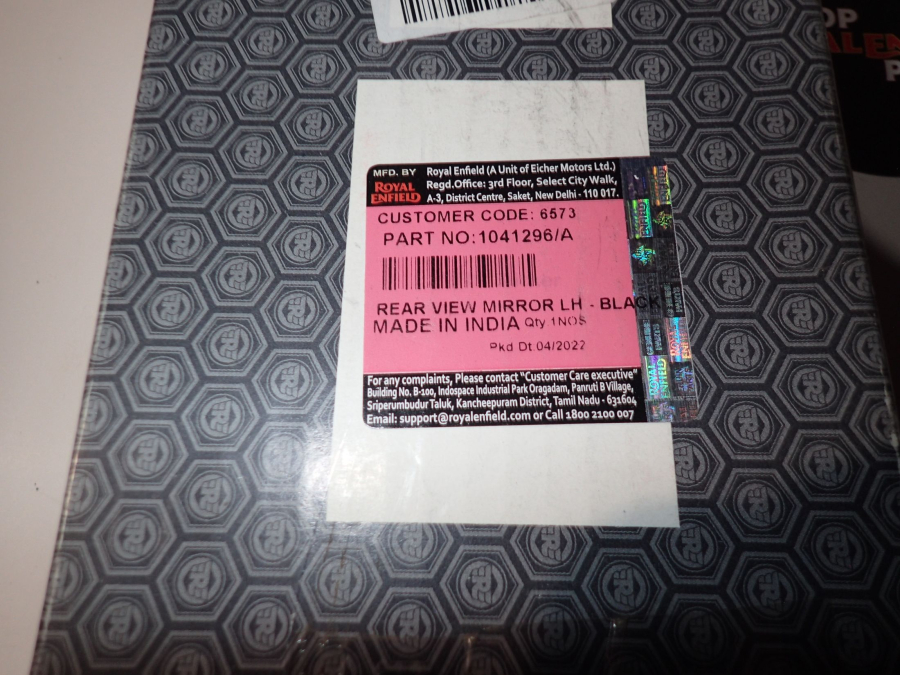 OP
MFD. BY
ROYAL
ENFIELD
Royal Enfield (A Unit of Eicher Motors Ltd.)
Regd.Office: 3rd Floor, Select City Walk,
A-3, District Centre, Saket, New Delhi - 110 017.
CUSTOMER CODE: 6573
PART NO:1041296/A
REAR VIEW MIRROR LH - BLACK
MADE IN INDIA Qty 1NOS
Pkd Dt 04/2022
For any complaints, Please contact "Customer Care executive"
Building No. B-100, Indospace Industrial Park Oragadam, Panruti B Village,
Sriperumbudur Taluk, Kancheepuram District, Tamil Nadu - 631604
Email: support@royalenfield.com or Call 1800 2100 007
ROYAL
ENFIELD